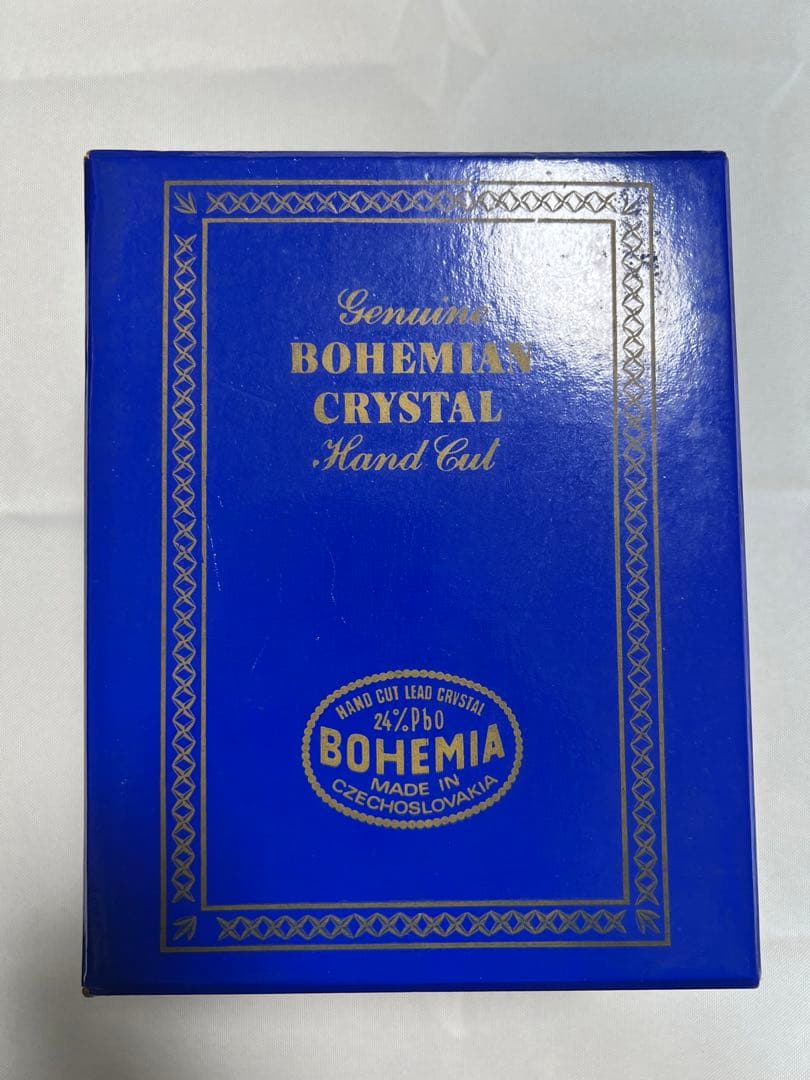 Genuine
BOHEMIAN
CRYSTAL
Hand Cut
HAND CUT LEAD CRYSTAL
24% PbO
BOHEMIA
MADE IN
CZECHOSLOVAKIA